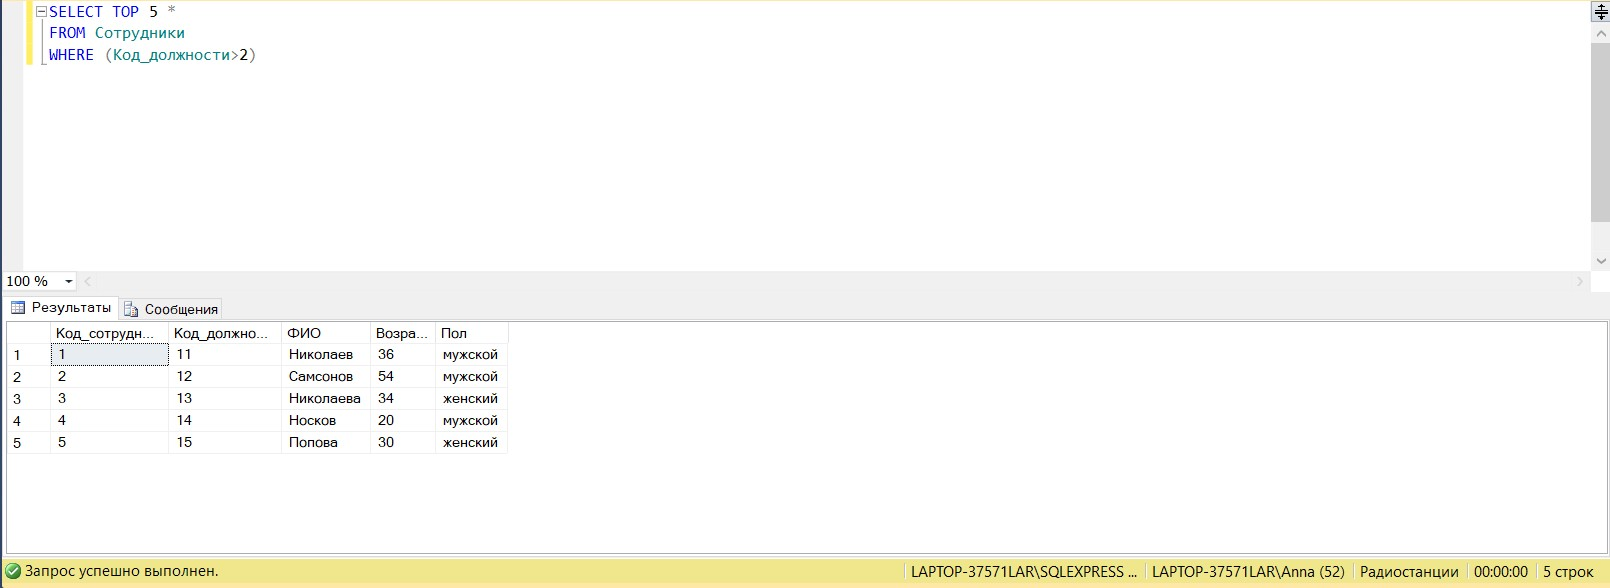 SELECT TOP 5 *
FROM Сотрудники
WHERE (Код_должности>2)
100 %
Результаты Сообщения
Код_сотрудн... Код_должно... ФИО Возра... Пол
1 1 11 Николаев 36 мужской
2 2 12 Самсонов 54 мужской
3 3 13 Николаева 34 женский
4 4 14 Носков 20 мужской
5 5 15 Попова 30 женский
Запрос успешно выполнен. LAPTOP-37571LAR\SQLEXPRESS ... LAPTOP-37571LAR\Anna (52) Радиостанции 00:00:00 5 строк